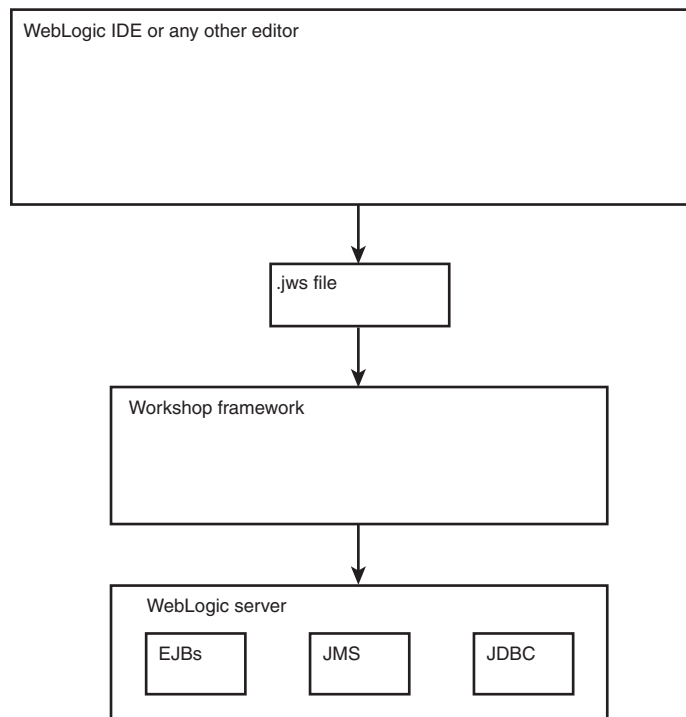 WebLogic IDE or any other editor
.jws file
Workshop framework
WebLogic server
EJBs
JMS
JDBC